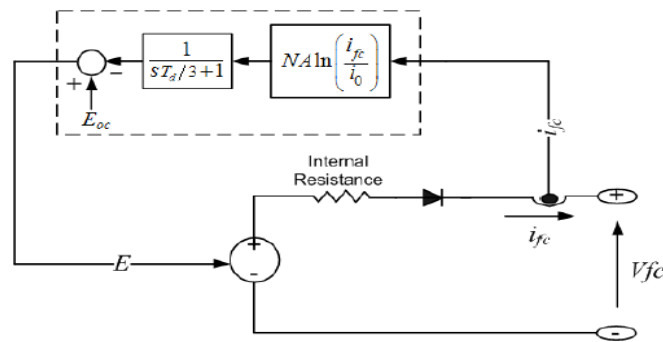 1
sT_d/3+1
NA ln(i_fc/i_0)
+
−
E_oc
i_fc
Internal
Resistance
+
-
E
i_fc
+
Vfc
-